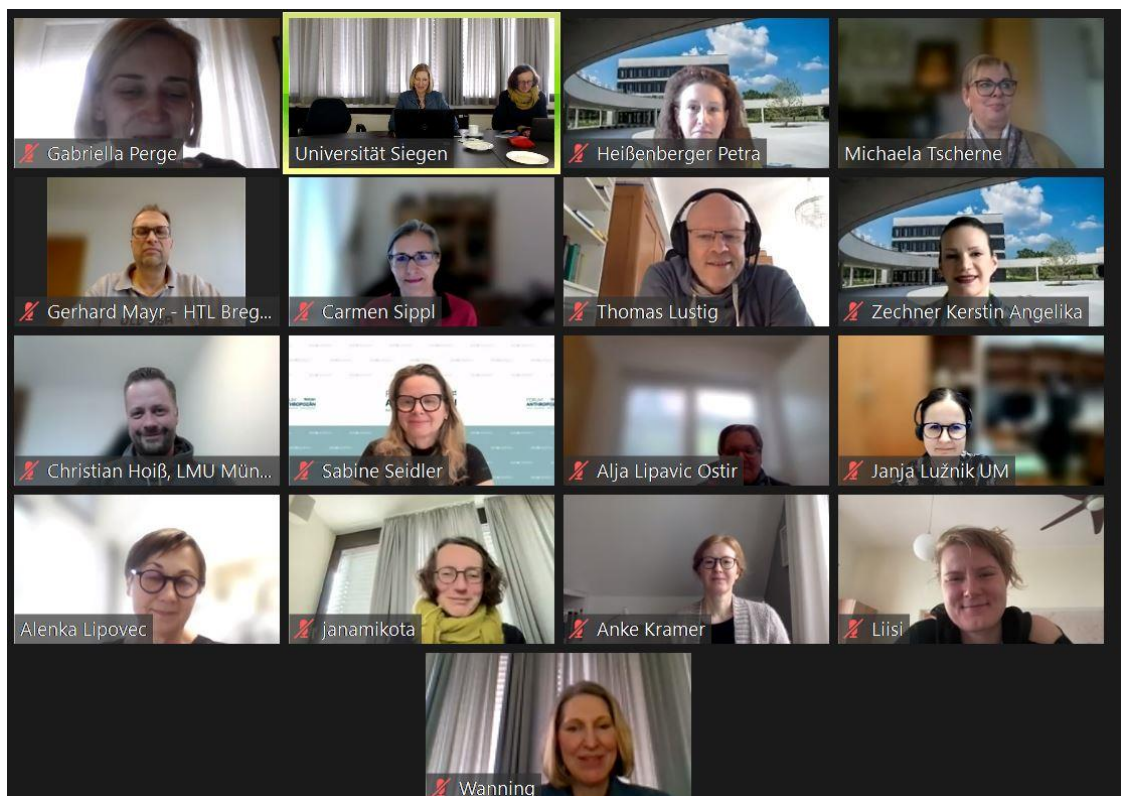 Gabriella Perge
Universität Siegen
Heißenberger Petra
Michaela Tscherne
Gerhard Mayr - HTL Breg...
Carmen Sippl
Thomas Lustig
Zechner Kerstin Angelika
Christian Hoiß, LMU Mün...
Sabine Seidler
Alja Lipavic Ostir
Janja Lužnik UM
Alenka Lipovec
janamikota
Anke Kramer
Liisi
Wanning